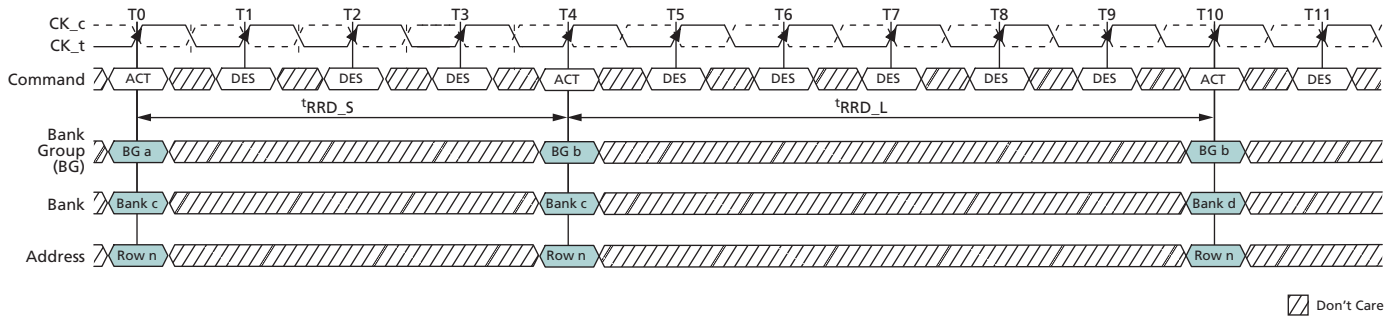 T0 T1 T2 T3 T4 T5 T6 T7 T8 T9 T10 T11
CK_c
CK_t
Command ACT DES DES DES ACT DES DES DES DES DES ACT DES
tRRD_S tRRD_L
Bank
Group
(BG)
BG a BG b BG b
Bank Bank c Bank c Bank d
Address Row n Row n Row n
Don't Care